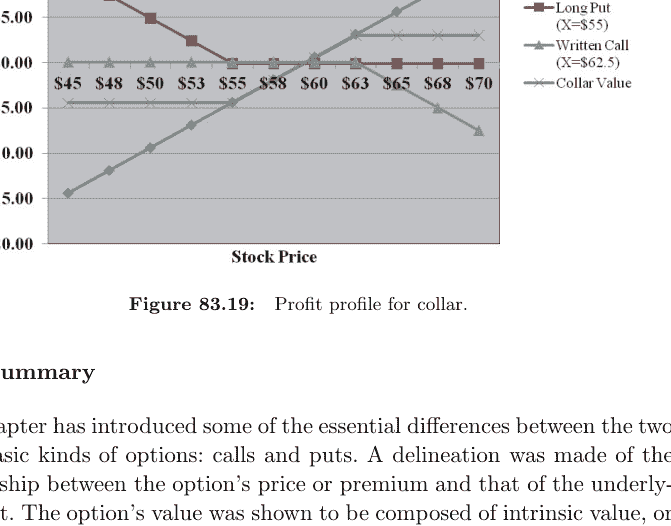 5.00
Long Put
(X=$55)
0.00
Written Call
(X=$62.5)
$45 $48 $50 $53 $55 $58 $60 $63 $65 $68 $70
Collar Value
5.00
0.00
5.00
0.00
Stock Price
Figure 83.19: Profit profile for collar.
ummary
apter has introduced some of the essential differences between the two
asic kinds of options: calls and puts. A delineation was made of the
ship between the option's price or premium and that of the underly-
t. The option's value was shown to be composed of intrinsic value, or